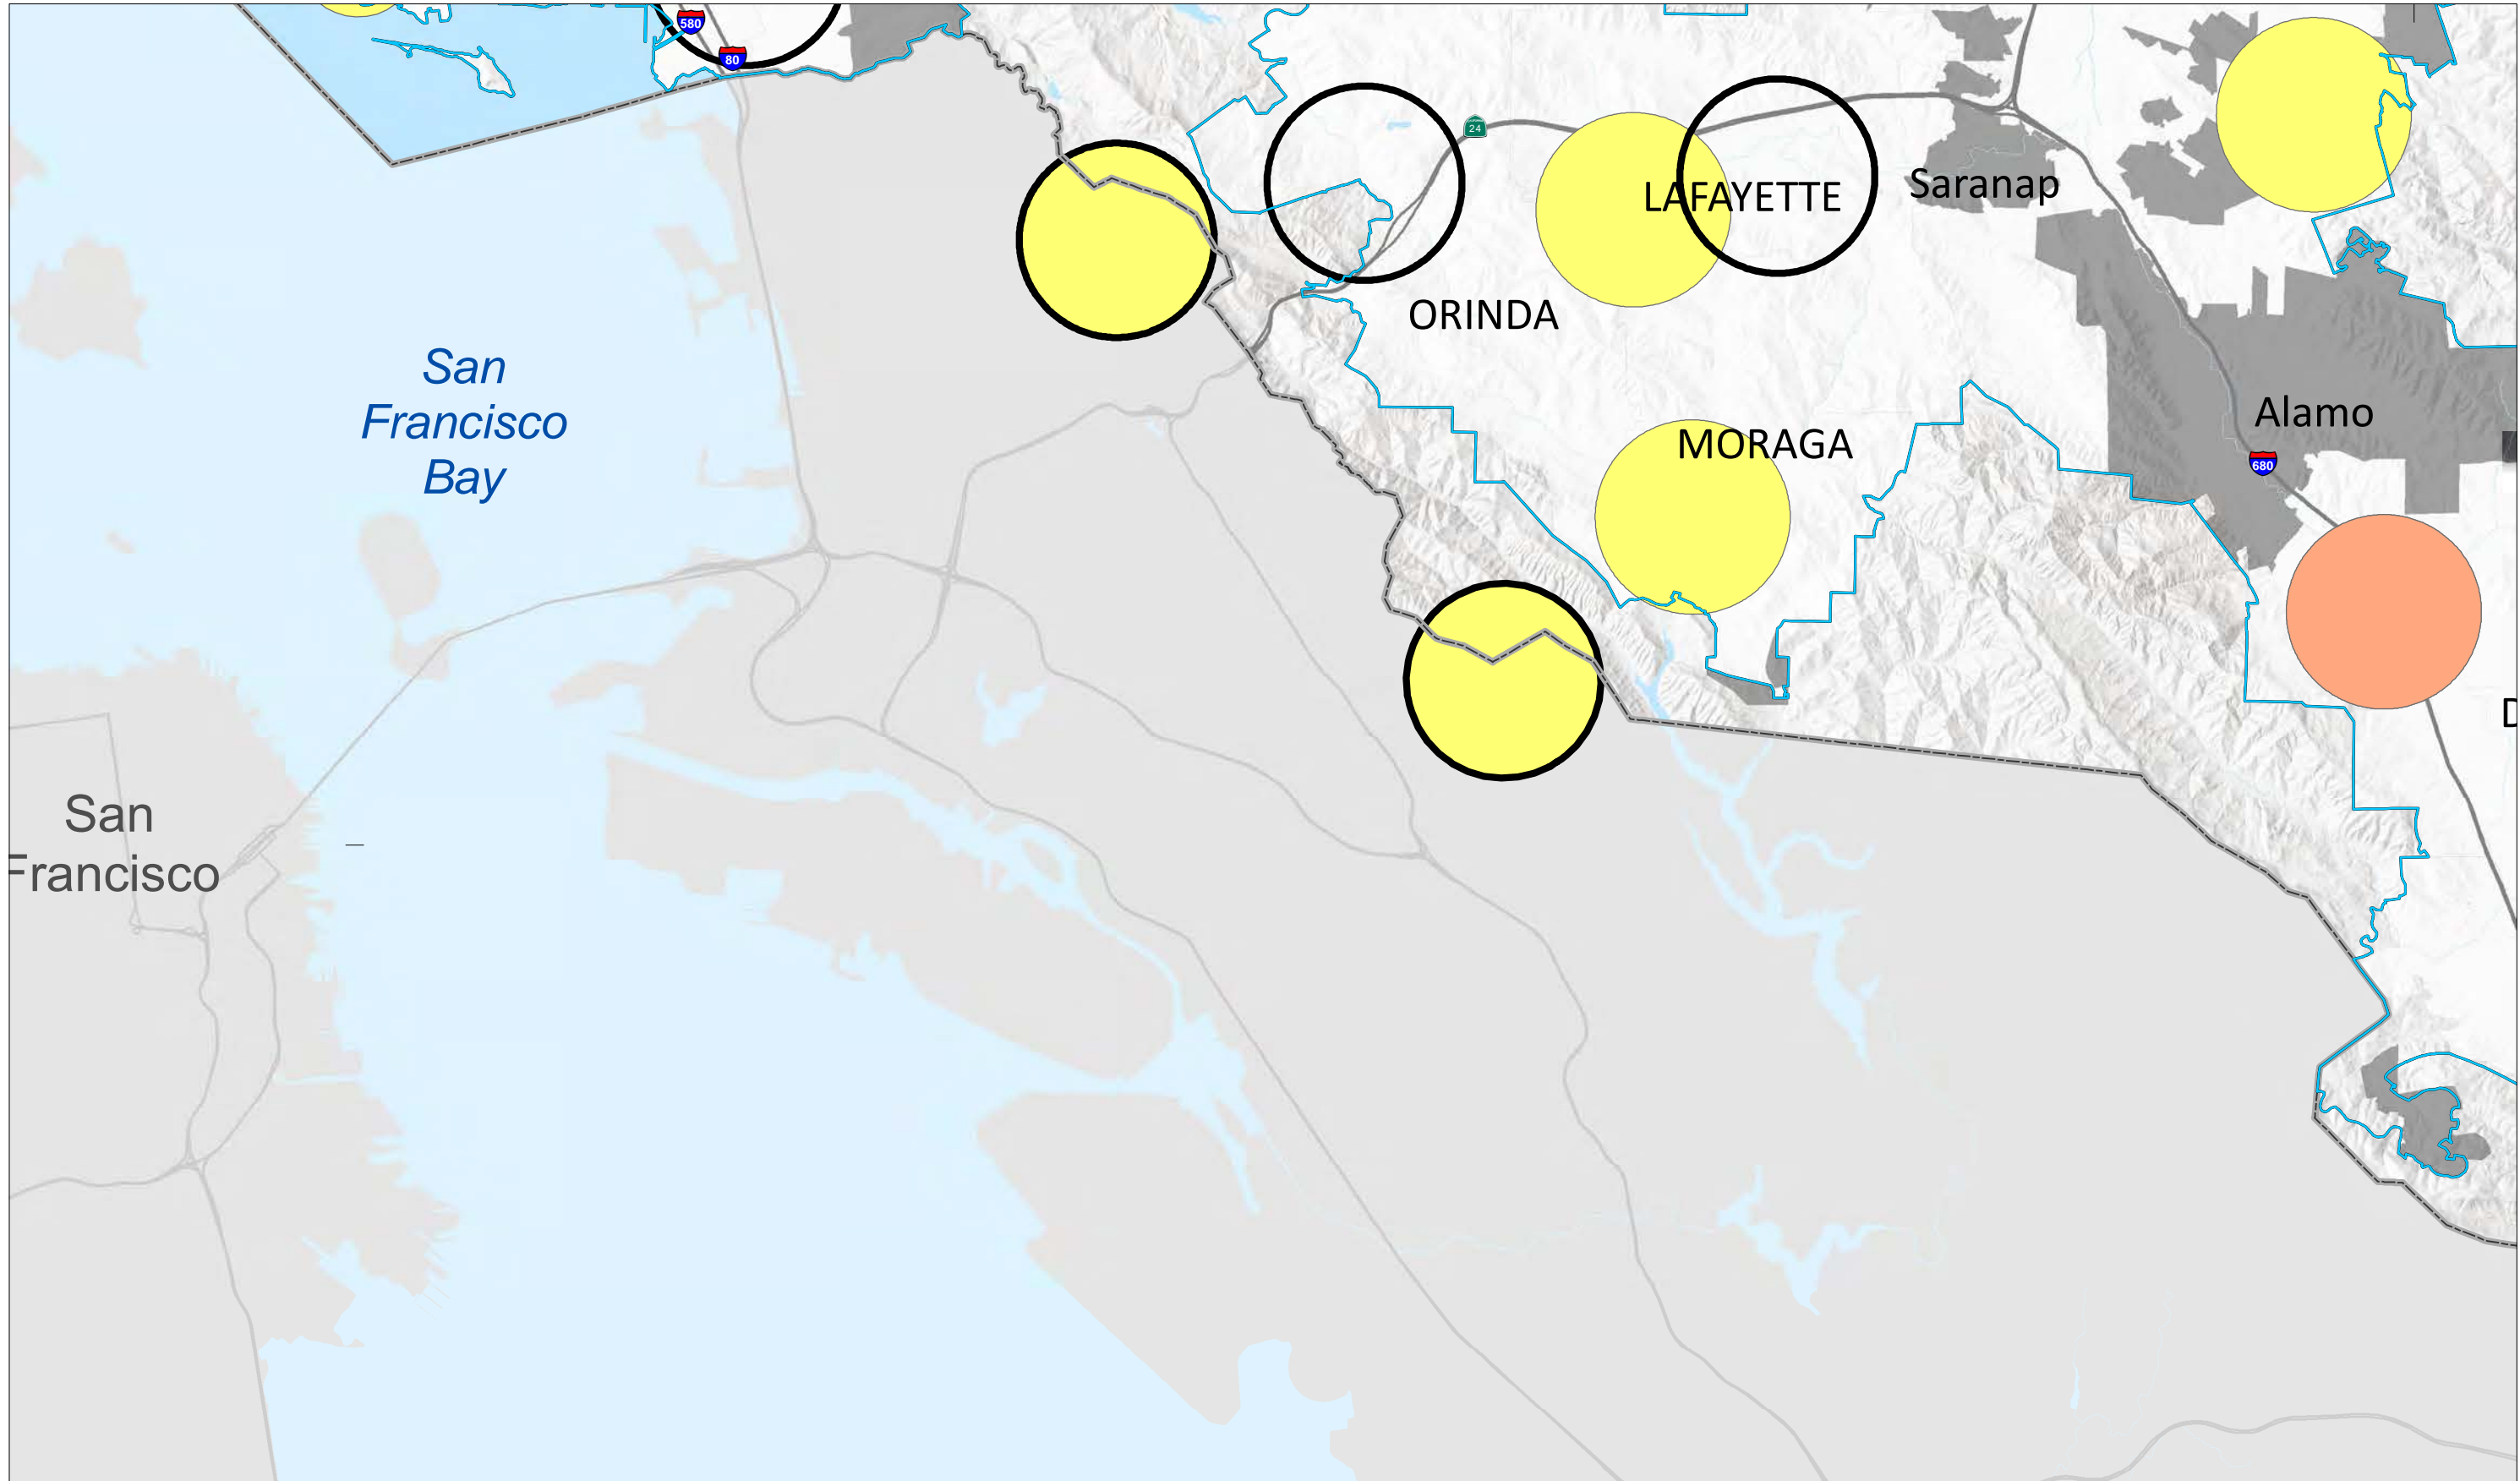 580
80
24
LAFAYETTE
Saranap
ORINDA
San
Francisco
Bay
MORAGA
Alamo
680
D
San
Francisco